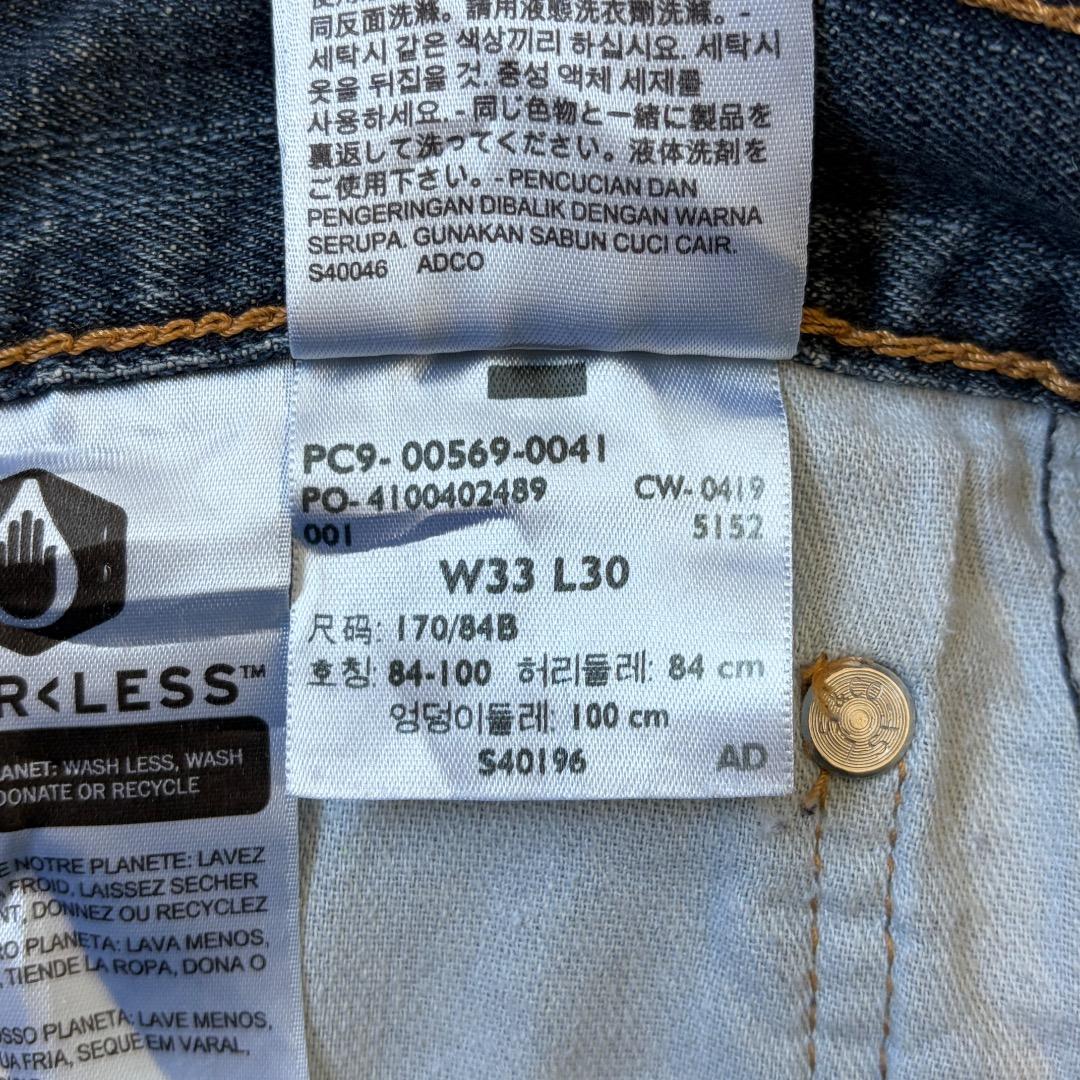 同反面洗滌。請用液態洗衣劑洗滌。-
세탁시 같은 색상끼리 하십시요. 세탁시
옷을 뒤집을 것. 중성 액체 세제를
사용하세요. - 同じ色物と一緒に製品を
裏返して洗ってください。液体洗剤を
ご使用下さい。- PENCUCIAN DAN
PENGERINGAN DIBALIK DENGAN WARNA
SERUPA. GUNAKAN SABUN CUCI CAIR.
S40046 ADCO
PC9- 00569-0041
PO- 4100402489 CW- 0419
001 5152
W33 L30
尺码: 170/84B
호칭: 84-100 허리둘레: 84 cm
엉덩이둘레: 100 cm
S40196 AD
R<LESS™
ANET: WASH LESS, WASH
DONATE OR RECYCLE
E NOTRE PLANETE: LAVEZ
FROID, LAISSEZ SECHER
NT, DONNEZ OU RECYCLEZ
RO PLANETA: LAVA MENOS,
, TIENDE LA ROPA, DONA O
OSSO PLANETA: LAVE MENOS,
UA FRIA, SEQUE EM VARAL,